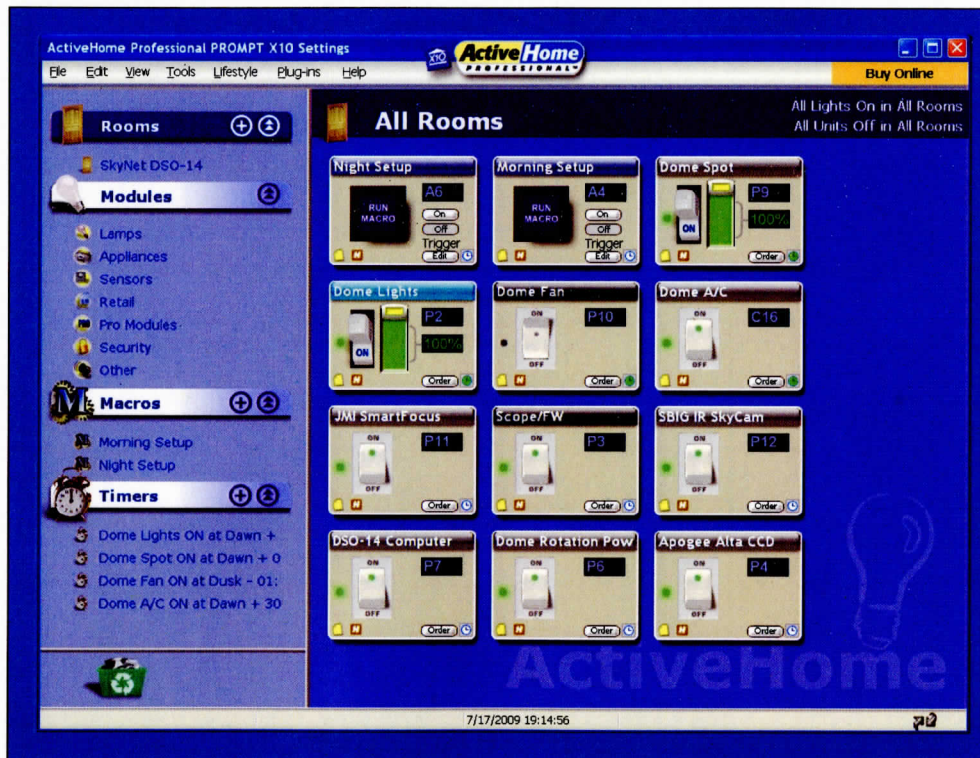 ActiveHome Professional PROMPT X10 Settings
X10 ActiveHome
PROFESSIONAL
File Edit View Tools Lifestyle Plug-ins Help
Buy Online
Rooms
SkyNet DSO-14
Modules
Lamps
Appliances
Sensors
Retail
Pro Modules
Security
Other
M Macros
Morning Setup
Night Setup
Timers
Dome Lights ON at Dawn +
Dome Spot ON at Dawn + 0
Dome Fan ON at Dusk - 01:
Dome A/C ON at Dawn + 30
All Rooms
All Lights On in All Rooms
All Units Off in All Rooms
Night Setup
RUN
MACRO
A6
On
Off
Trigger
Edit
Morning Setup
RUN
MACRO
A4
On
Off
Trigger
Edit
Dome Spot
ON
P9
100%
Order
Dome Lights
ON
P2
100%
Order
Dome Fan
ON
OFF
P10
Order
Dome A/C
ON
OFF
C16
Order
JMI SmartFocus
ON
OFF
P11
Order
Scope/FW
ON
OFF
P3
Order
SBIG IR SkyCam
ON
OFF
P12
Order
DSO-14 Computer
ON
OFF
P7
Order
Dome Rotation Pow
ON
OFF
P6
Order
Apogee Alta CCD
ON
OFF
P4
Order
ActiveHome
7/17/2009 19:14:56